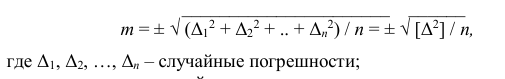 m = ± √ (Δ₁² + Δ₂² + .. + Δₙ²) / n = ± √ [Δ²] / n,
где Δ₁, Δ₂, …, Δₙ – случайные погрешности;